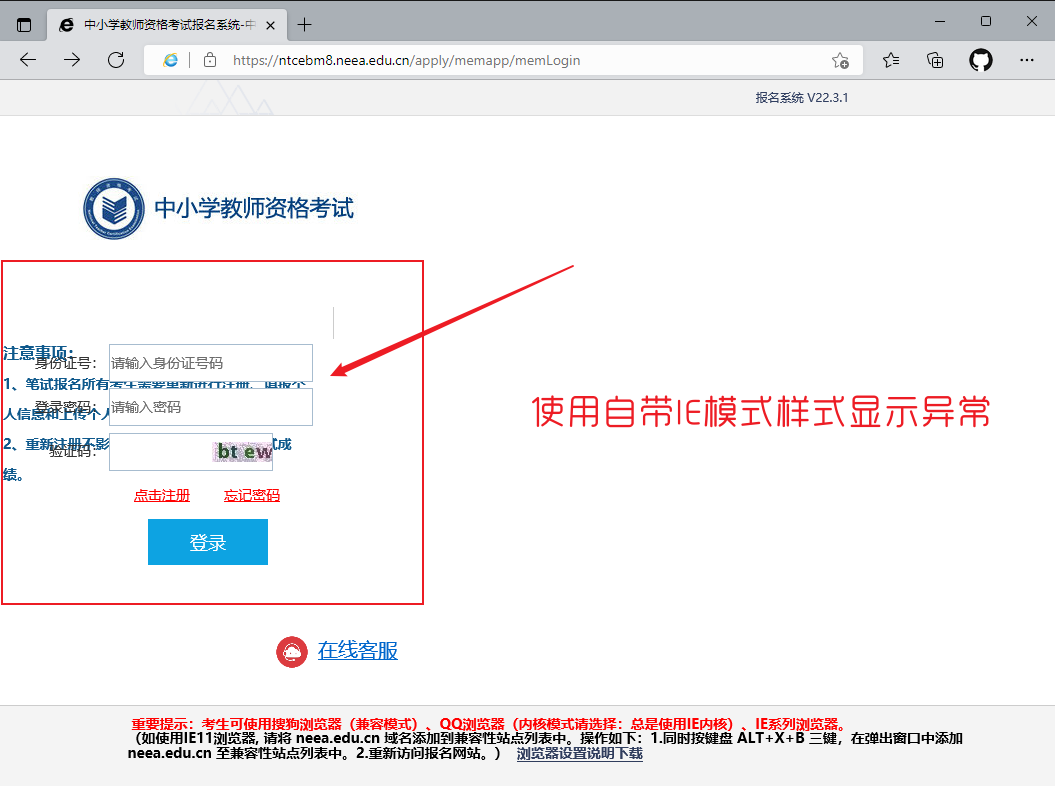 中小学教师资格考试报名系统-中
https://ntcebm8.neea.edu.cn/apply/memapp/memLogin
报名系统 V22.3.1
中小学教师资格考试
注意事项：
身份证号： 请输入身份证号码
1、笔试报名所有考生需要重新进行注册、填报个
登录密码： 请输入密码
人信息和上传个人
2、重新注册不影 成
验证码： bt ew
绩。
点击注册 忘记密码
登录
使用自带IE模式样式显示异常
在线客服
重要提示：考生可使用搜狗浏览器（兼容模式）、QQ浏览器（内核模式请选择：总是使用IE内核）、IE系列浏览器。
（如使用IE11浏览器, 请将 neea.edu.cn 域名添加到兼容性站点列表中。操作如下：1.同时按键盘 ALT+X+B 三键，在弹出窗口中添加
neea.edu.cn 至兼容性站点列表中。2.重新访问报名网站。） 浏览器设置说明下载